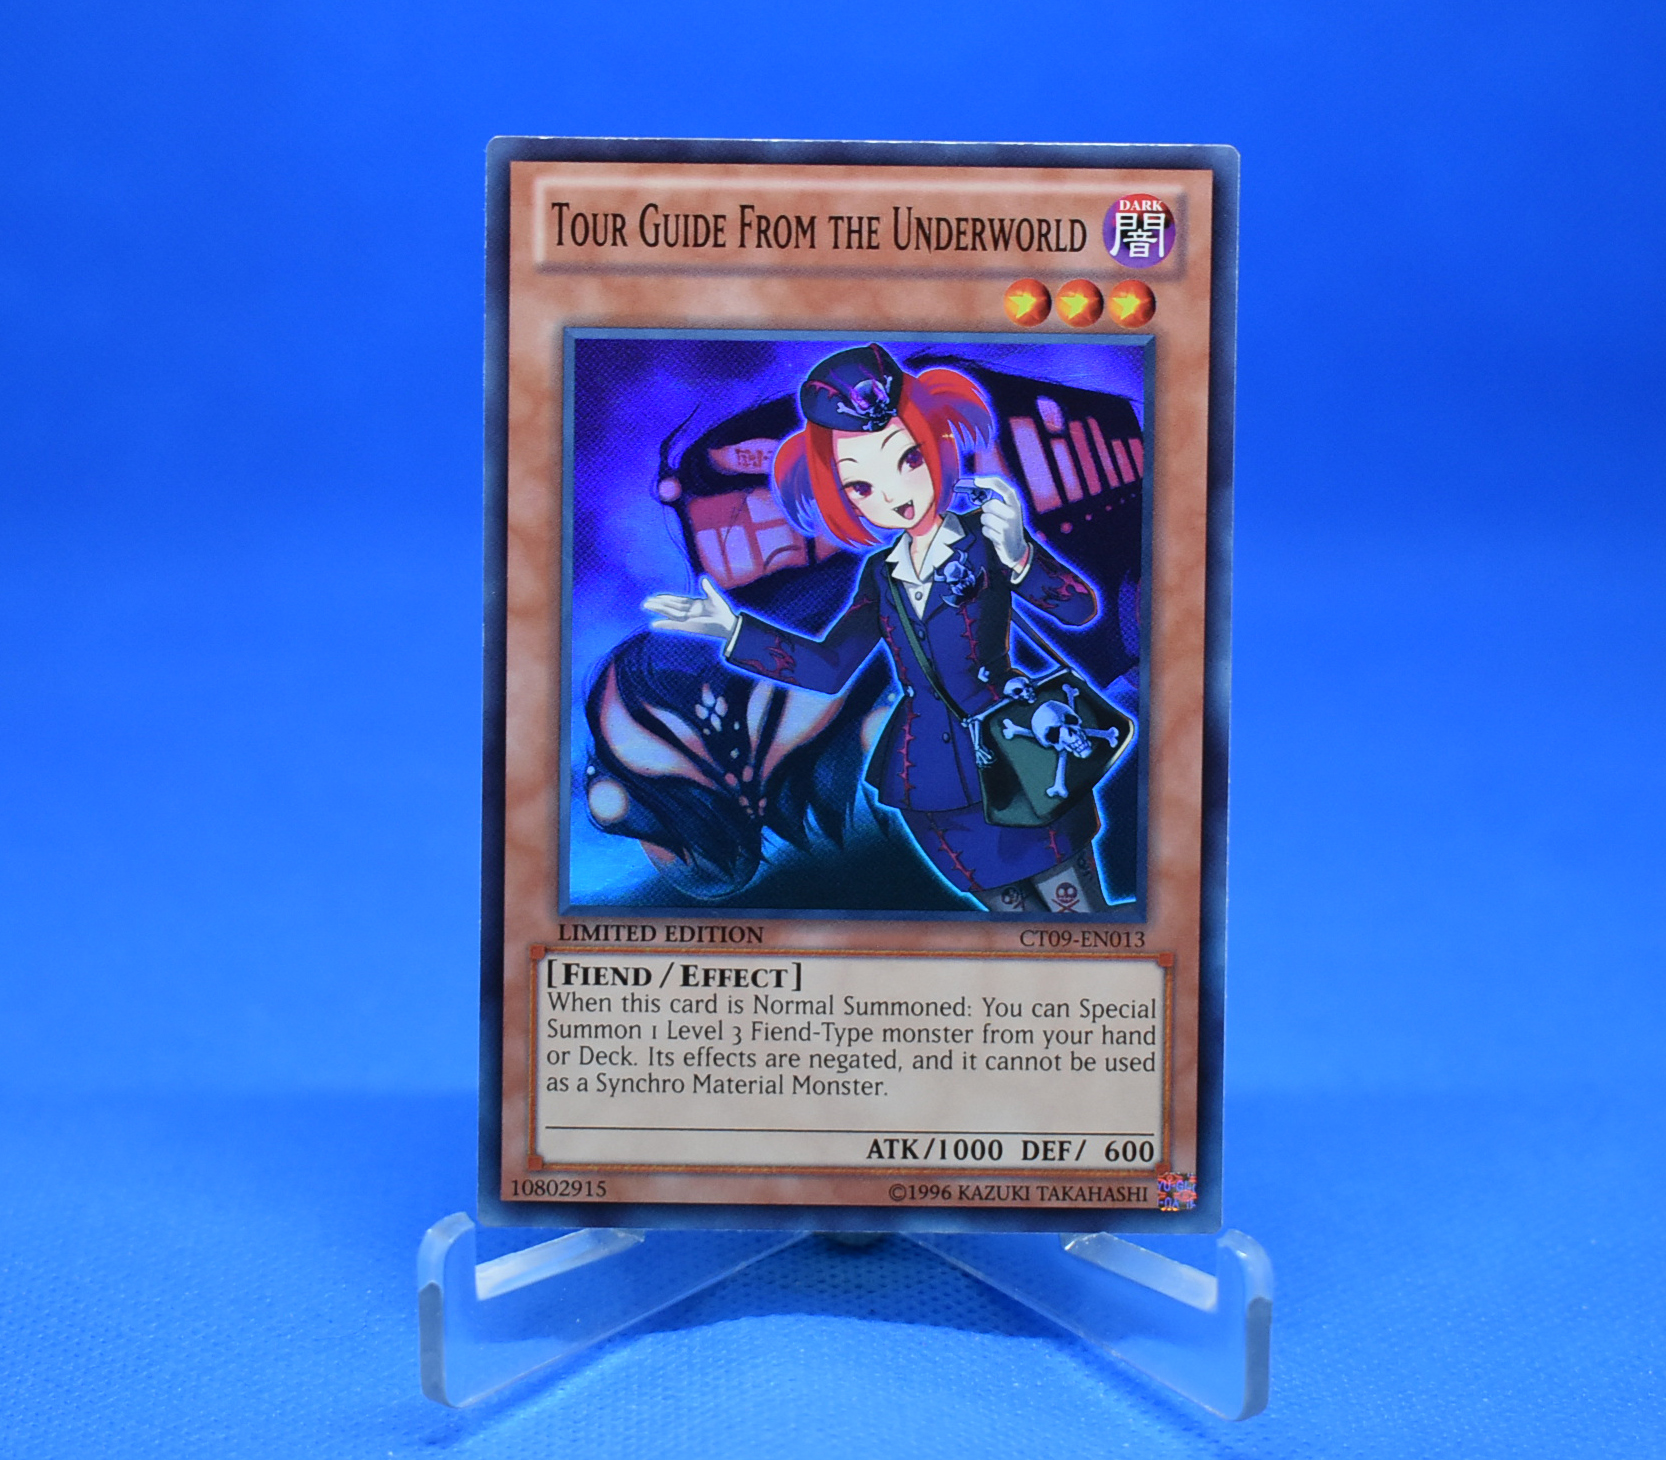 TOUR GUIDE FROM THE UNDERWORLD
DARK
闇
LIMITED EDITION
CT09-EN013
[FIEND / EFFECT]
When this card is Normal Summoned: You can Special
Summon 1 Level 3 Fiend-Type monster from your hand
or Deck. Its effects are negated, and it cannot be used
as a Synchro Material Monster.
ATK/1000 DEF/ 600
10802915
©1996 KAZUKI TAKAHASHI